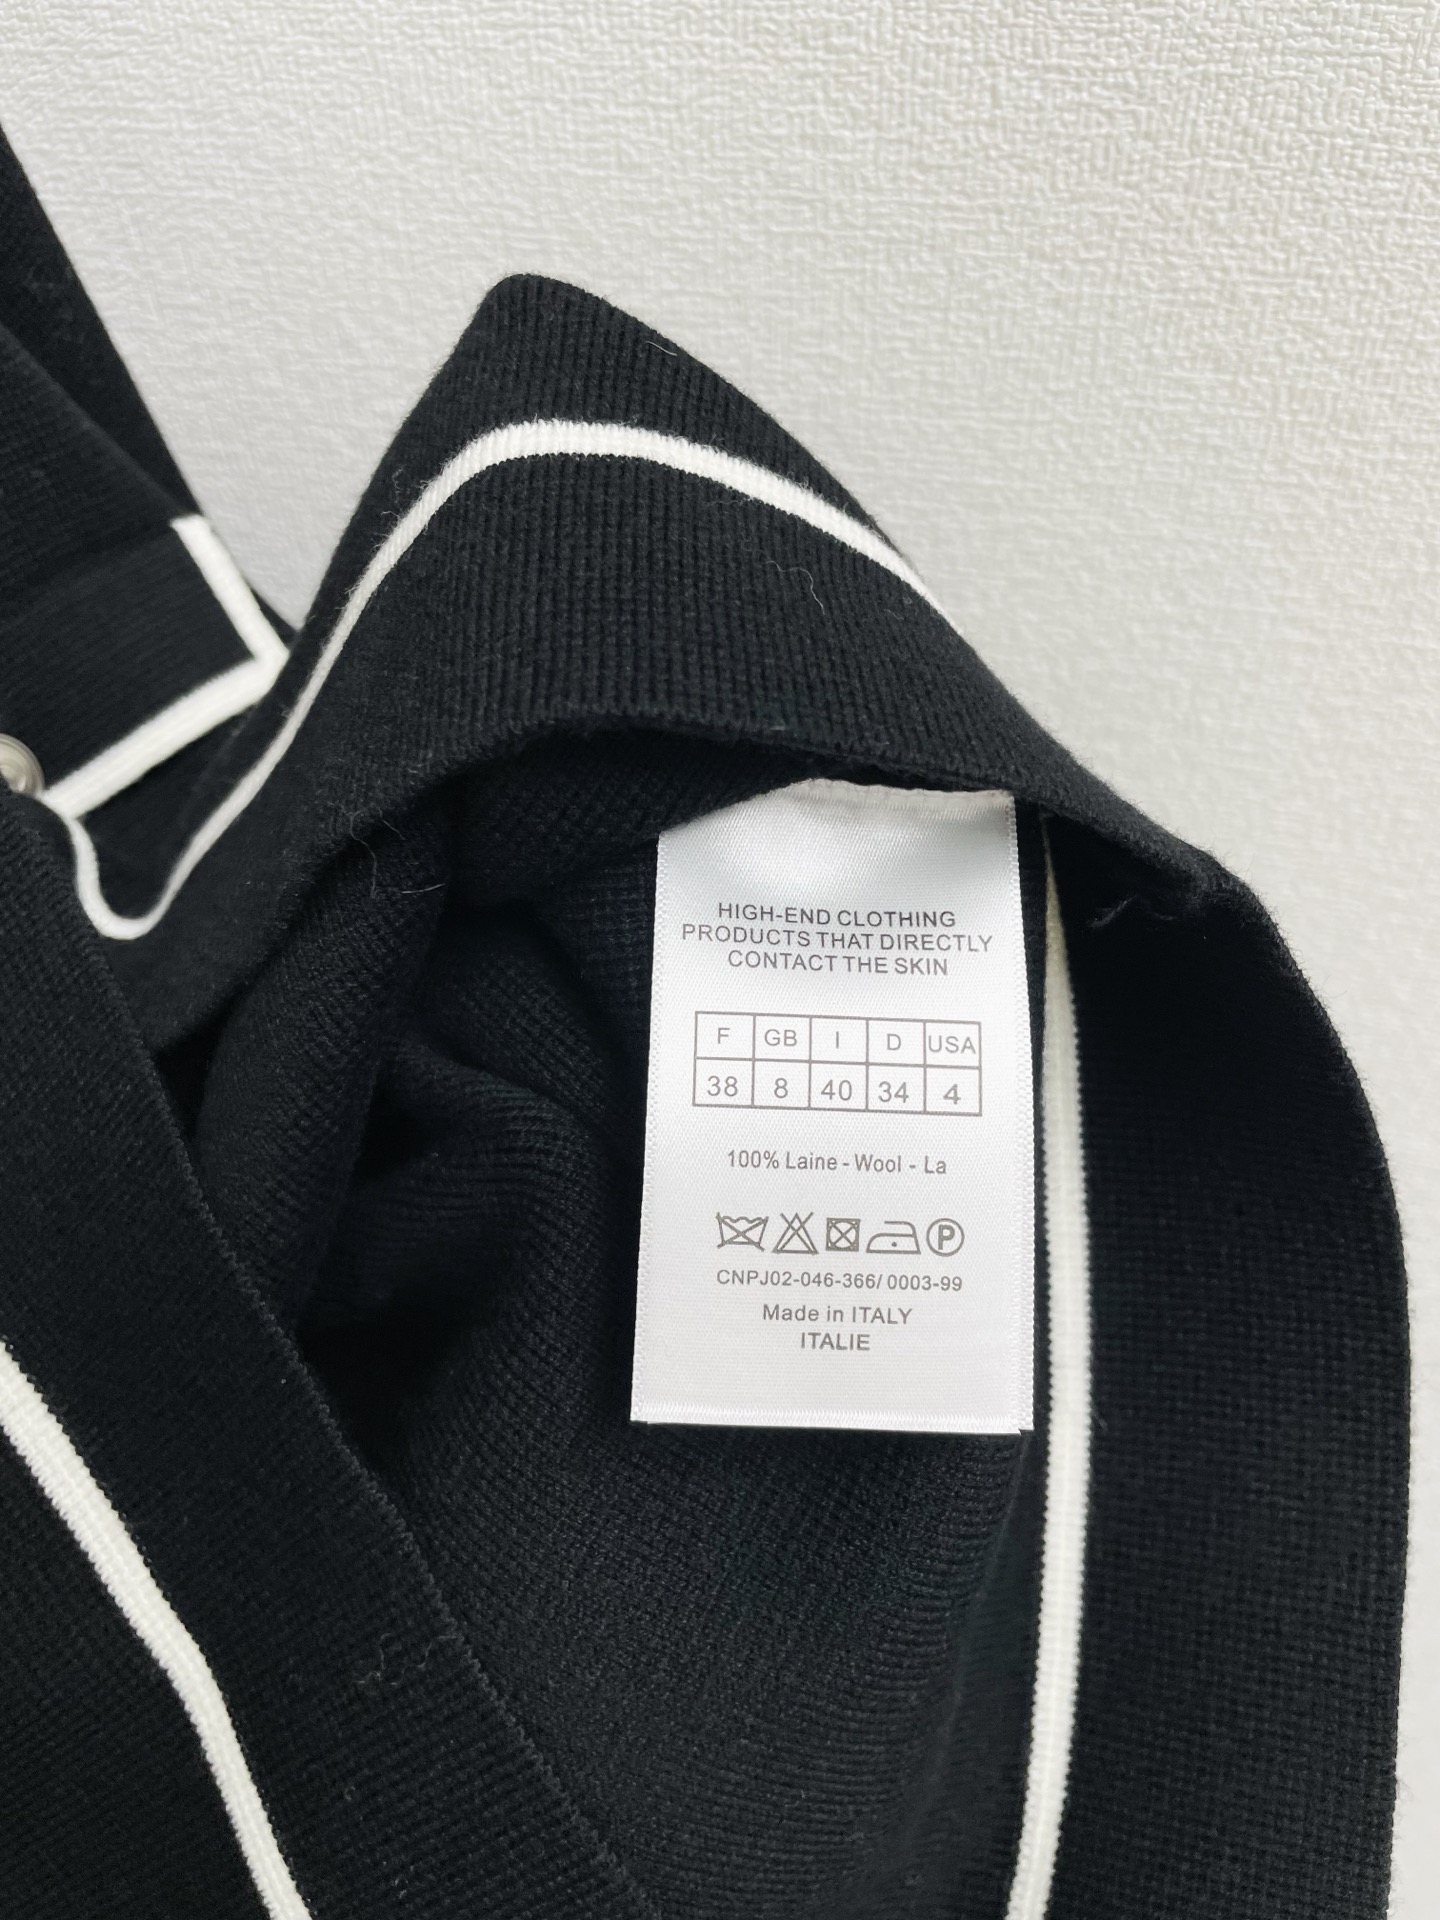 HIGH-END CLOTHING
PRODUCTS THAT DIRECTLY
CONTACT THE SKIN
F GB I D USA
38 8 40 34 4
100% Laine - Wool - La
P
CNPJ02-046-366/ 0003-99
Made in ITALY
ITALIE